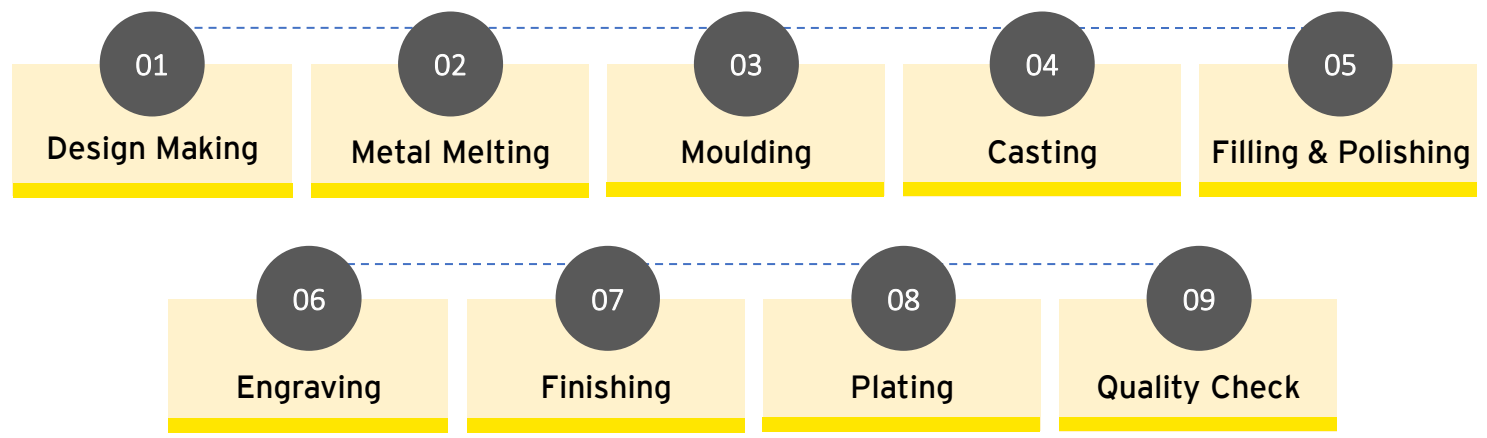 01
Design Making
02
Metal Melting
03
Moulding
04
Casting
05
Filling & Polishing
06
Engraving
07
Finishing
08
Plating
09
Quality Check